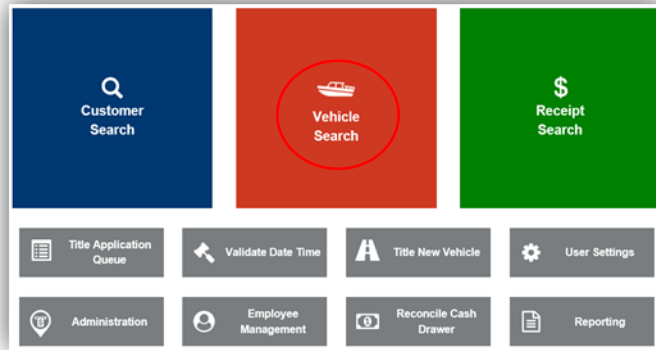 Customer
Search
Vehicle
Search
$
Receipt
Search
Title Application
Queue
Validate Date Time
Title New Vehicle
User Settings
Administration
Employee
Management
Reconcile Cash
Drawer
Reporting